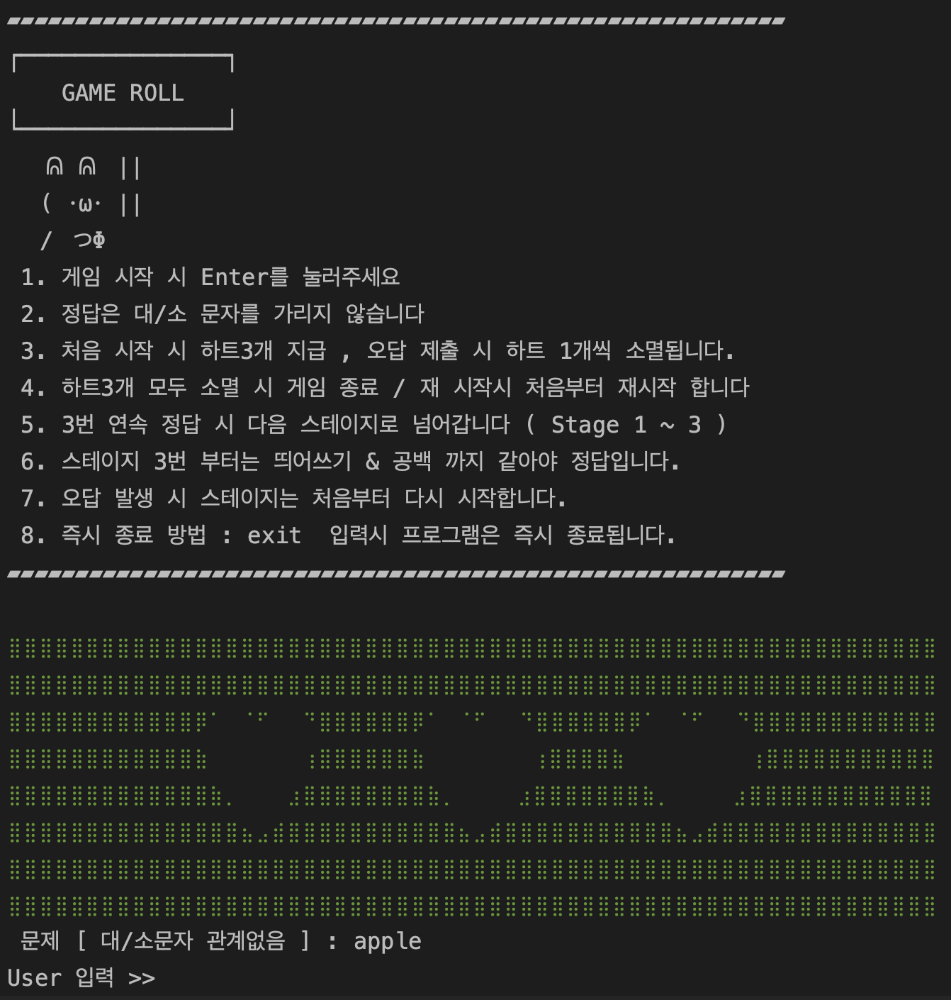 GAME ROLL
( ·ω· ||
/ つΦ
1. 게임 시작 시 Enter를 눌러주세요
2. 정답은 대/소 문자를 가리지 않습니다
3. 처음 시작 시 하트3개 지급 , 오답 제출 시 하트 1개씩 소멸됩니다.
4. 하트3개 모두 소멸 시 게임 종료 / 재 시작시 처음부터 재시작 합니다
5. 3번 연속 정답 시 다음 스테이지로 넘어갑니다 ( Stage 1 ~ 3 )
6. 스테이지 3번 부터는 띄어쓰기 & 공백 까지 같아야 정답입니다.
7. 오답 발생 시 스테이지는 처음부터 다시 시작합니다.
8. 즉시 종료 방법 : exit  입력시 프로그램은 즉시 종료됩니다.
문제 [ 대/소문자 관계없음 ] : apple
User 입력 >>